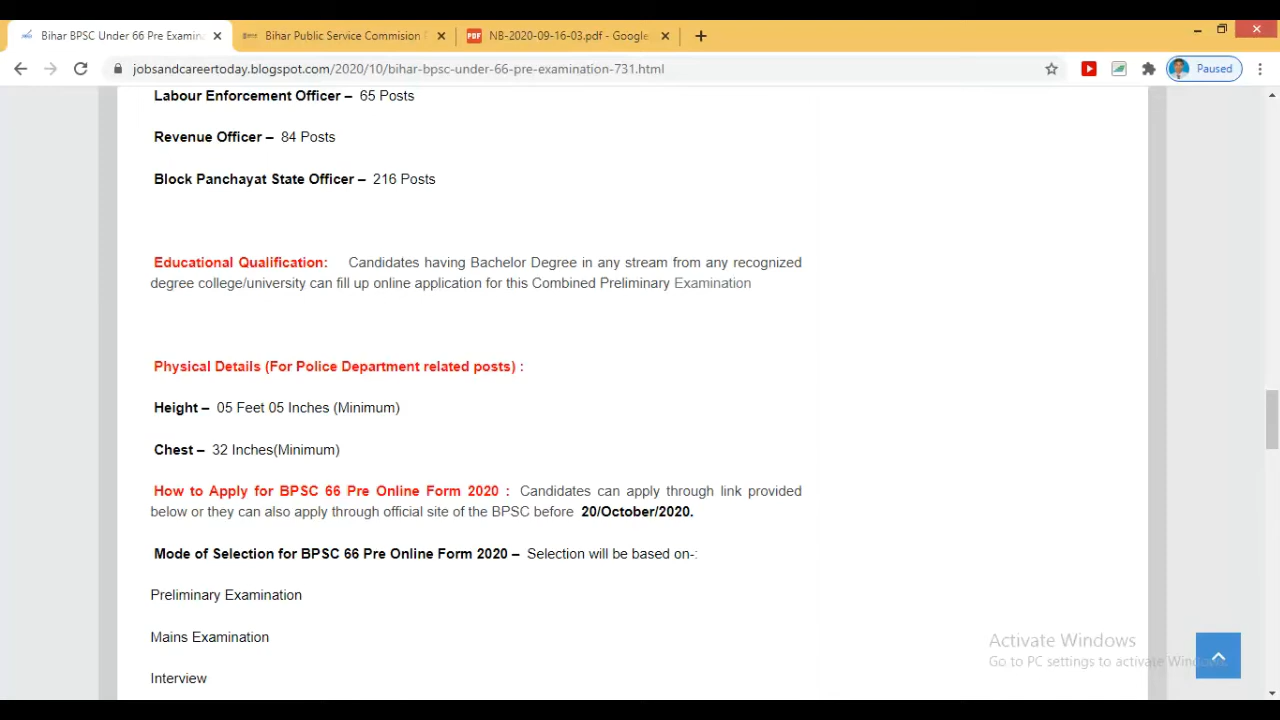 Bihar BPSC Under 66 Pre Examin
Bihar Public Service Commision
NB-2020-09-16-03.pdf - Google
jobsandcareertoday.blogspot.com/2020/10/bihar-bpsc-under-66-pre-examination-731.html
Paused
Labour Enforcement Officer – 65 Posts
Revenue Officer – 84 Posts
Block Panchayat State Officer – 216 Posts
Educational Qualification: Candidates having Bachelor Degree in any stream from any recognized
degree college/university can fill up online application for this Combined Preliminary Examination
Physical Details (For Police Department related posts) :
Height – 05 Feet 05 Inches (Minimum)
Chest – 32 Inches(Minimum)
How to Apply for BPSC 66 Pre Online Form 2020 : Candidates can apply through link provided
below or they can also apply through official site of the BPSC before 20/October/2020.
Mode of Selection for BPSC 66 Pre Online Form 2020 – Selection will be based on-:
Preliminary Examination
Mains Examination
Interview
Activate Windows
Go to PC settings to activate Windows.